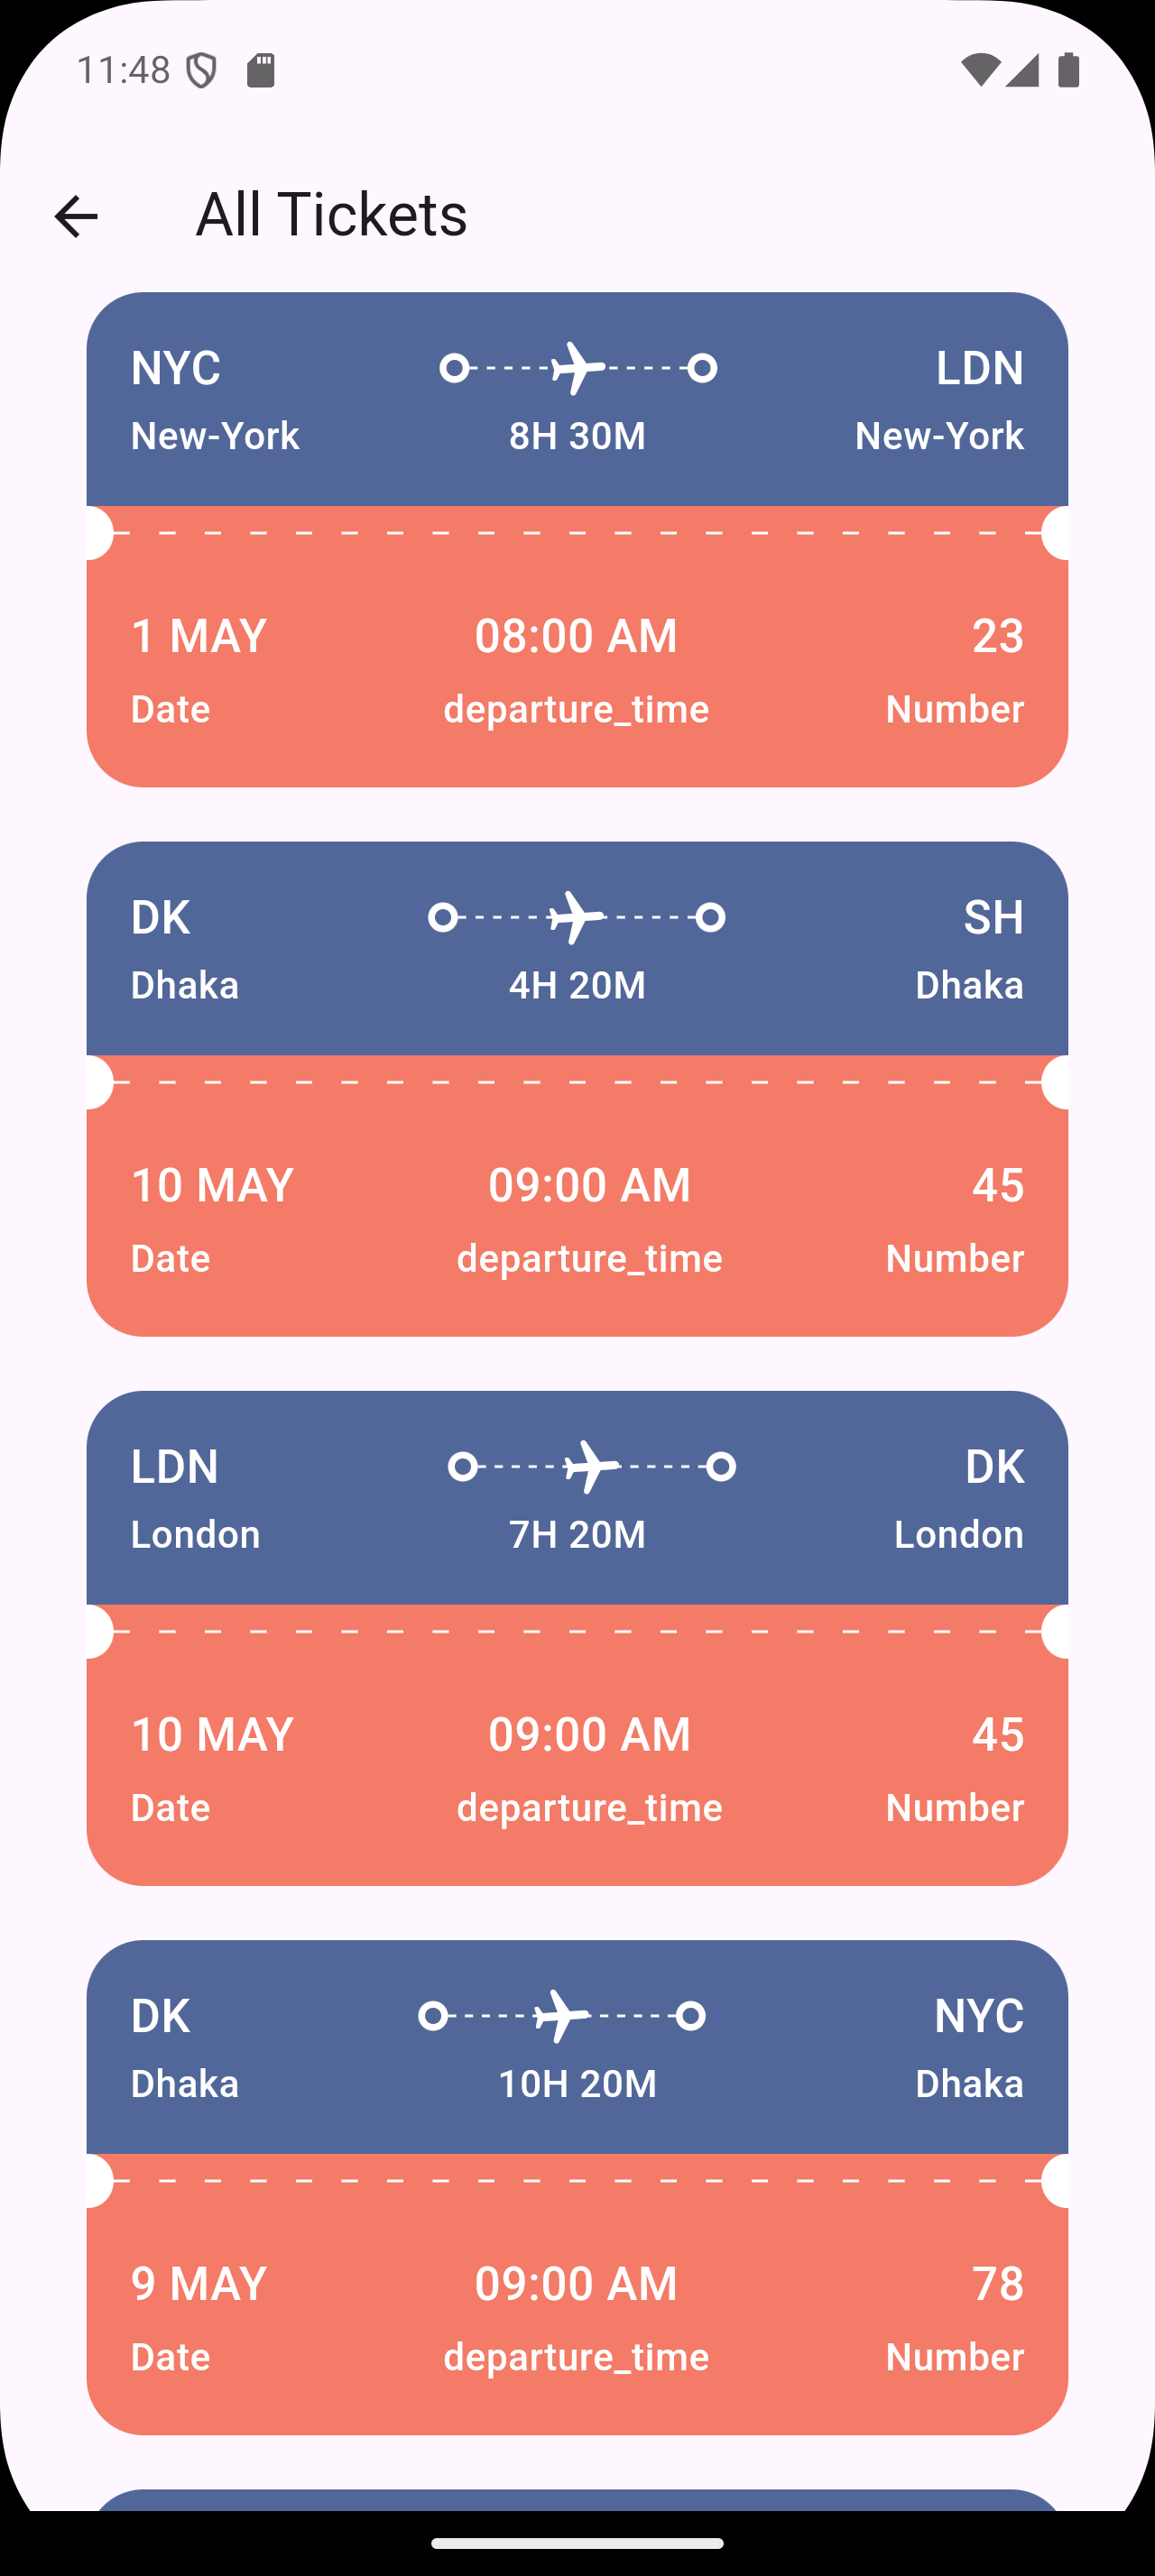 11:48
All Tickets
NYC LDN
New-York 8H 30M New-York
1 MAY 08:00 AM 23
Date departure_time Number
DK SH
Dhaka 4H 20M Dhaka
10 MAY 09:00 AM 45
Date departure_time Number
LDN DK
London 7H 20M London
10 MAY 09:00 AM 45
Date departure_time Number
DK NYC
Dhaka 10H 20M Dhaka
9 MAY 09:00 AM 78
Date departure_time Number